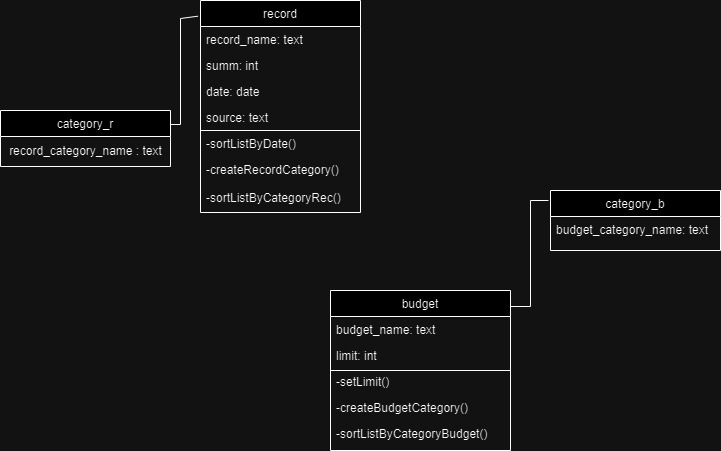 record
record_name: text
summ: int
date: date
source: text
-sortListByDate()
-createRecordCategory()
-sortListByCategoryRec()
category_r
record_category_name : text
category_b
budget_category_name: text
budget
budget_name: text
limit: int
-setLimit()
-createBudgetCategory()
-sortListByCategoryBudget()